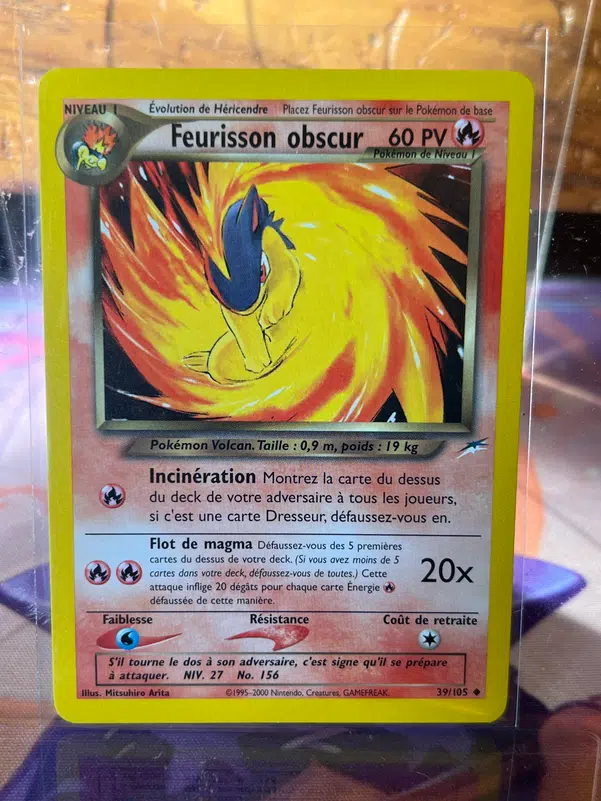 NIVEAU 1 Évolution de Héricendre Placez Feurisson obscur sur le Pokémon de base
Feurisson obscur 60 PV
Pokémon de Niveau 1
Pokémon Volcan. Taille : 0,9 m, poids : 19 kg
Incinération Montrez la carte du dessus
du deck de votre adversaire à tous les joueurs,
si c'est une carte Dresseur, défaussez-vous en.
Flot de magma Défaussez-vous des 5 premières
cartes du dessus de votre deck. (Si vous avez moins de 5
cartes dans votre deck, défaussez-vous de toutes.) Cette
attaque inflige 20 dégâts pour chaque carte Énergie
défaussée de cette manière.
20x
Faiblesse Résistance Coût de retraite
S'il tourne le dos à son adversaire, c'est signe qu'il se prépare
à attaquer. NIV. 27 No. 156
Illus. Mitsuhiro Arita ©1995-2000 Nintendo, Creatures, GAMEFREAK. 39/105